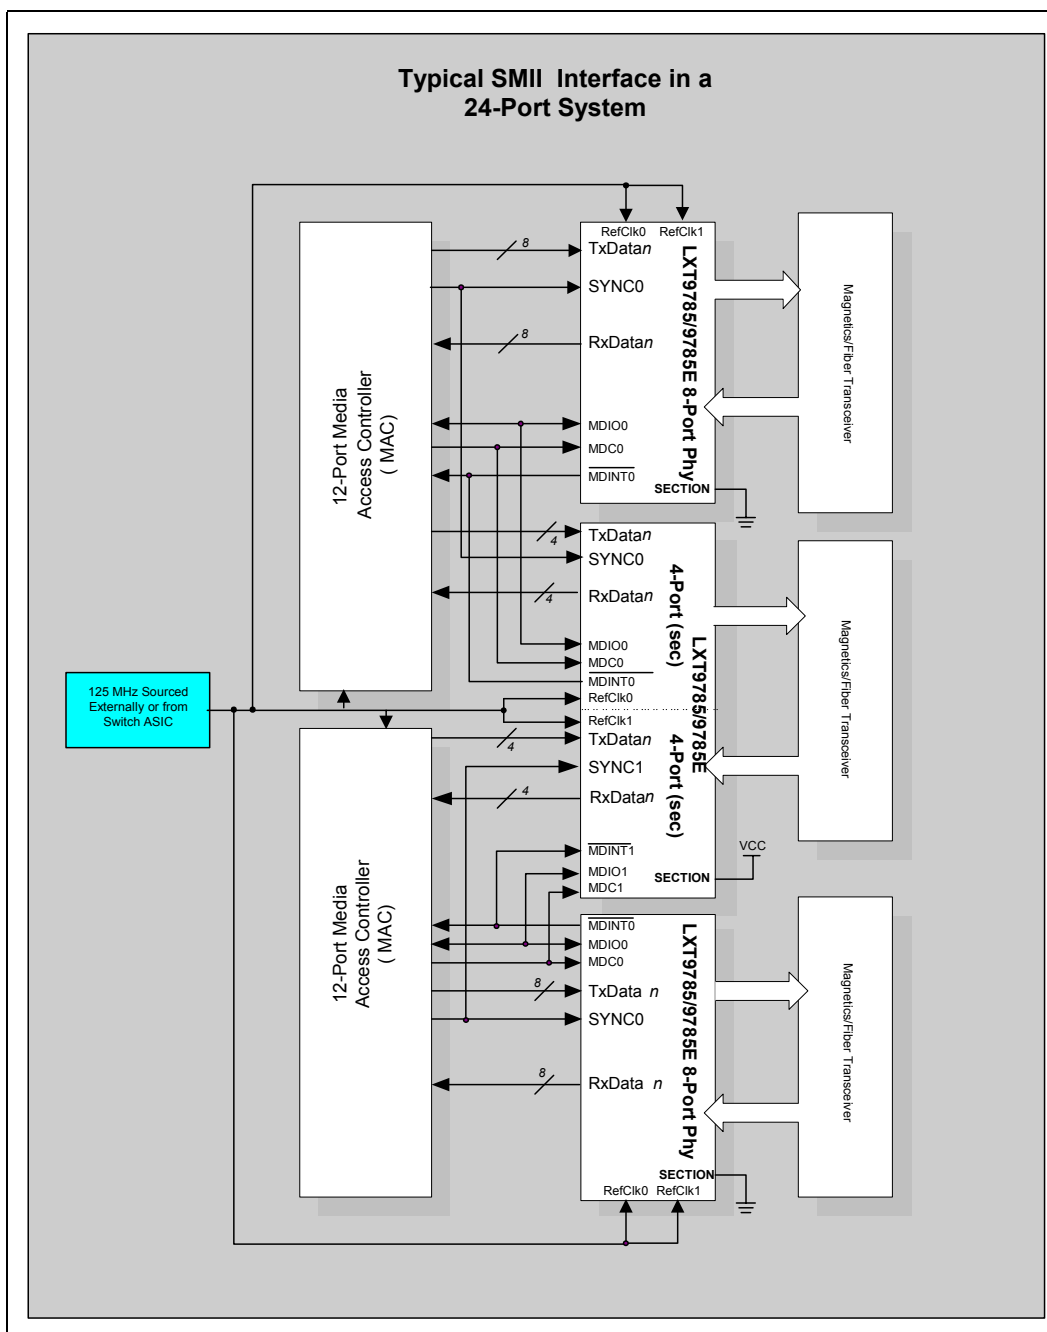 Typical SMII Interface in a
24-Port System
RefClk0 RefClk1
TxDatan
8
SYNC0
RxDatan
8
MDIO0
MDC0
MDINT0
SECTION
LXT9785/9785E 8-Port Phy
Magnetics/Fiber Transceiver
12-Port Media
Access Controller
( MAC)
TxDatan
4
SYNC0
RxDatan
4
MDIO0
MDC0
MDINT0
RefClk0
4-Port (sec)
LXT9785/9785E
Magnetics/Fiber Transceiver
125 MHz Sourced
Externally or from
Switch ASIC
RefClk1
TxDatan
4
SYNC1
RxDatan
4
4-Port (sec)
MDINT1
MDIO1
MDC1
SECTION
VCC
12-Port Media
Access Controller
( MAC)
MDINT0
MDIO0
MDC0
TxData n
8
SYNC0
RxData n
8
LXT9785/9785E 8-Port Phy
SECTION
RefClk0 RefClk1
Magnetics/Fiber Transceiver